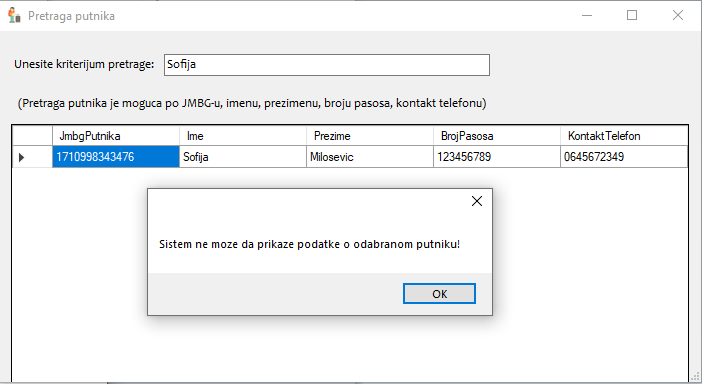 Pretraga putnika
Unesite kriterijum pretrage: Sofija
(Pretraga putnika je moguca po JMBG-u, imenu, prezimenu, broju pasosa, kontakt telefonu)
JmbgPutnika Ime Prezime BrojPasosa KontaktTelefon
1710998343476 Sofija Milosevic 123456789 0645672349
Sistem ne moze da prikaze podatke o odabranom putniku!
OK